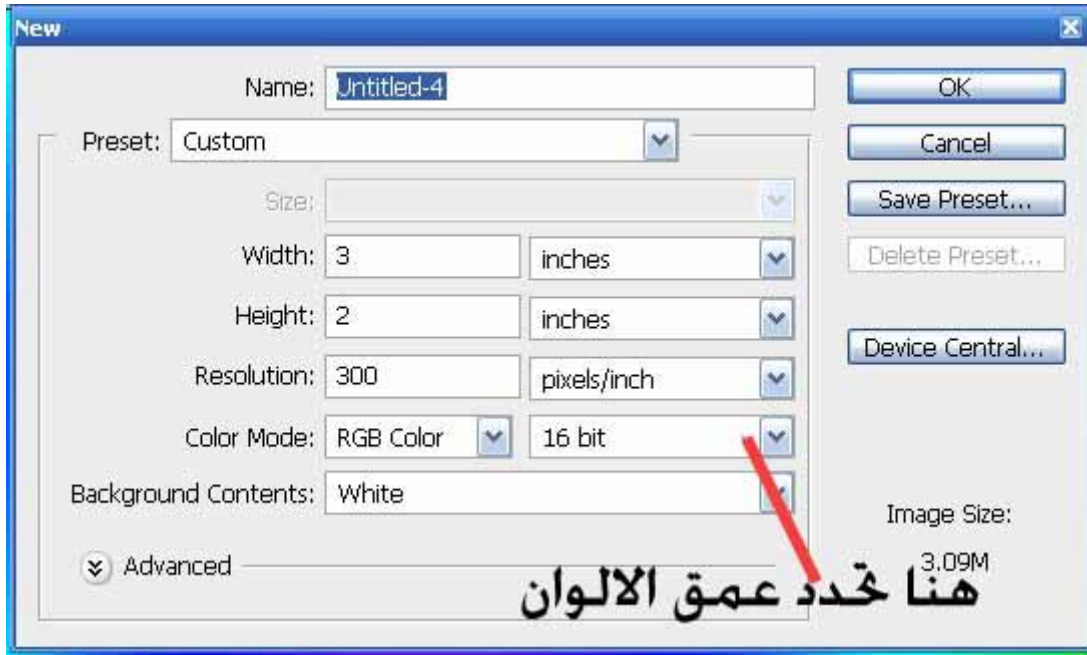 New
Name: Untitled-4
OK
Preset: Custom
Cancel
Size:
Save Preset...
Width: 3 inches
Delete Preset...
Height: 2 inches
Device Central...
Resolution: 300 pixels/inch
Color Mode: RGB Color 16 bit
Background Contents: White
Image Size:
3.09M
Advanced
هنا تحدد عمق الالوان